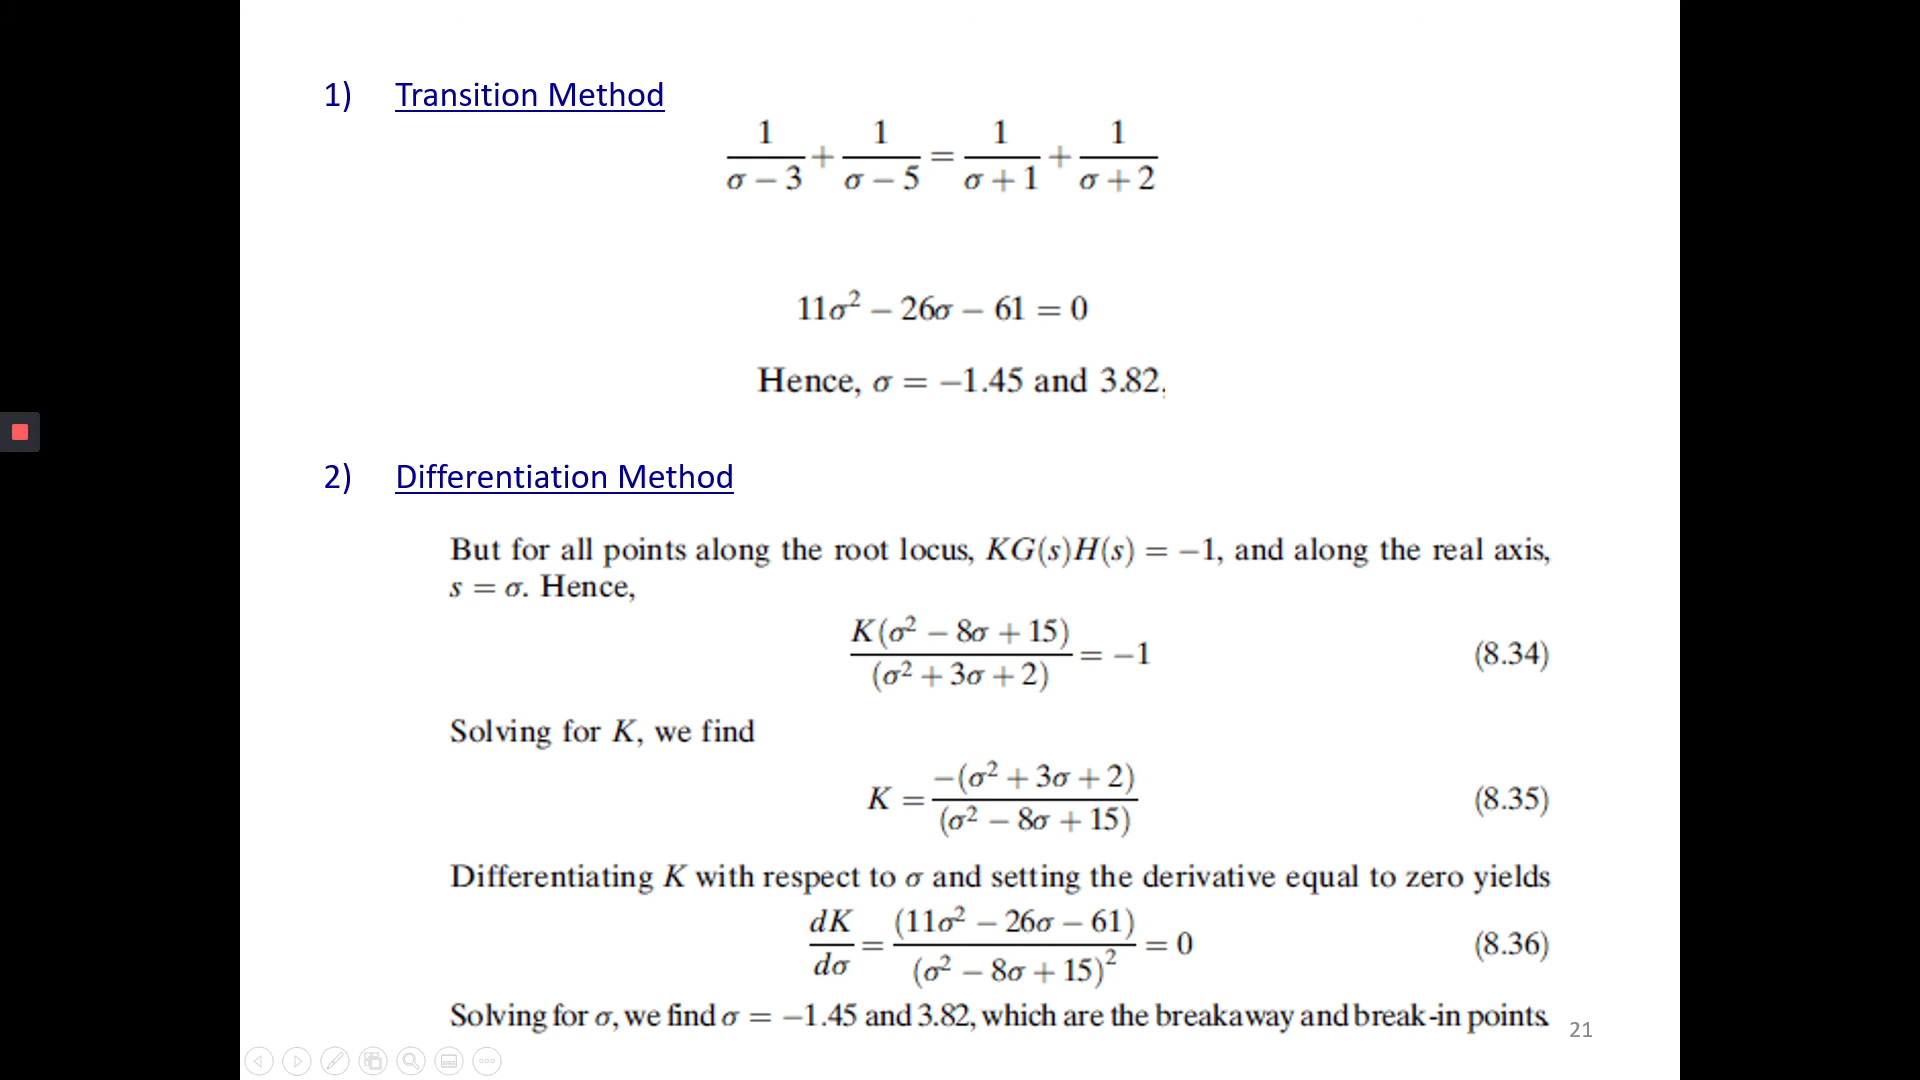 1) Transition Method
1/(σ − 3) + 1/(σ − 5) = 1/(σ + 1) + 1/(σ + 2)
11σ² − 26σ − 61 = 0
Hence, σ = −1.45 and 3.82,
2) Differentiation Method
But for all points along the root locus, KG(s)H(s) = −1, and along the real axis,
s = σ. Hence,
K(σ² − 8σ + 15)/(σ² + 3σ + 2) = −1 (8.34)
Solving for K, we find
K = −(σ² + 3σ + 2)/(σ² − 8σ + 15) (8.35)
Differentiating K with respect to σ and setting the derivative equal to zero yields
dK/dσ = (11σ² − 26σ − 61)/(σ² − 8σ + 15)² = 0 (8.36)
Solving for σ, we find σ = −1.45 and 3.82, which are the breakaway and break-in points.
21